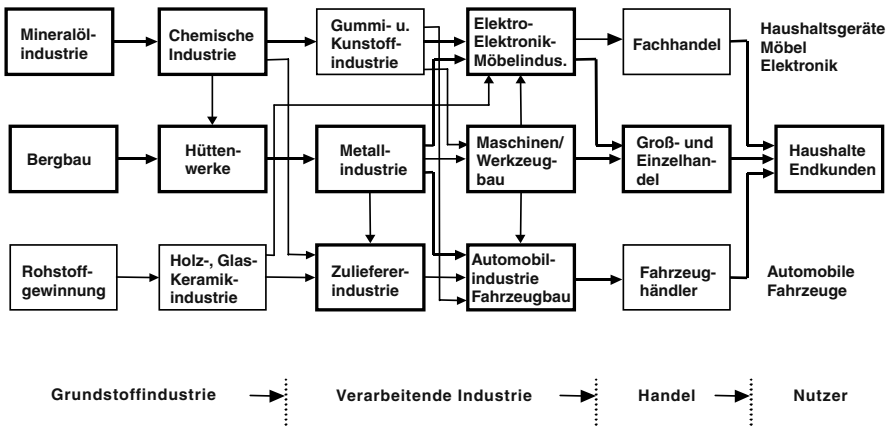 Mineralöl-
industrie
Chemische
Industrie
Gummi- u.
Kunstoff-
industrie
Elektro-
Elektronik-
Möbelindus.
Fachhandel
Haushaltsgeräte
Möbel
Elektronik
Bergbau
Hütten-
werke
Metall-
industrie
Maschinen/
Werkzeug-
bau
Groß- und
Einzelhan-
del
Haushalte
Endkunden
Rohstoff-
gewinnung
Holz-, Glas-
Keramik-
industrie
Zulieferer-
industrie
Automobil-
industrie
Fahrzeugbau
Fahrzeug-
händler
Automobile
Fahrzeuge
Grundstoffindustrie
Verarbeitende Industrie
Handel
Nutzer